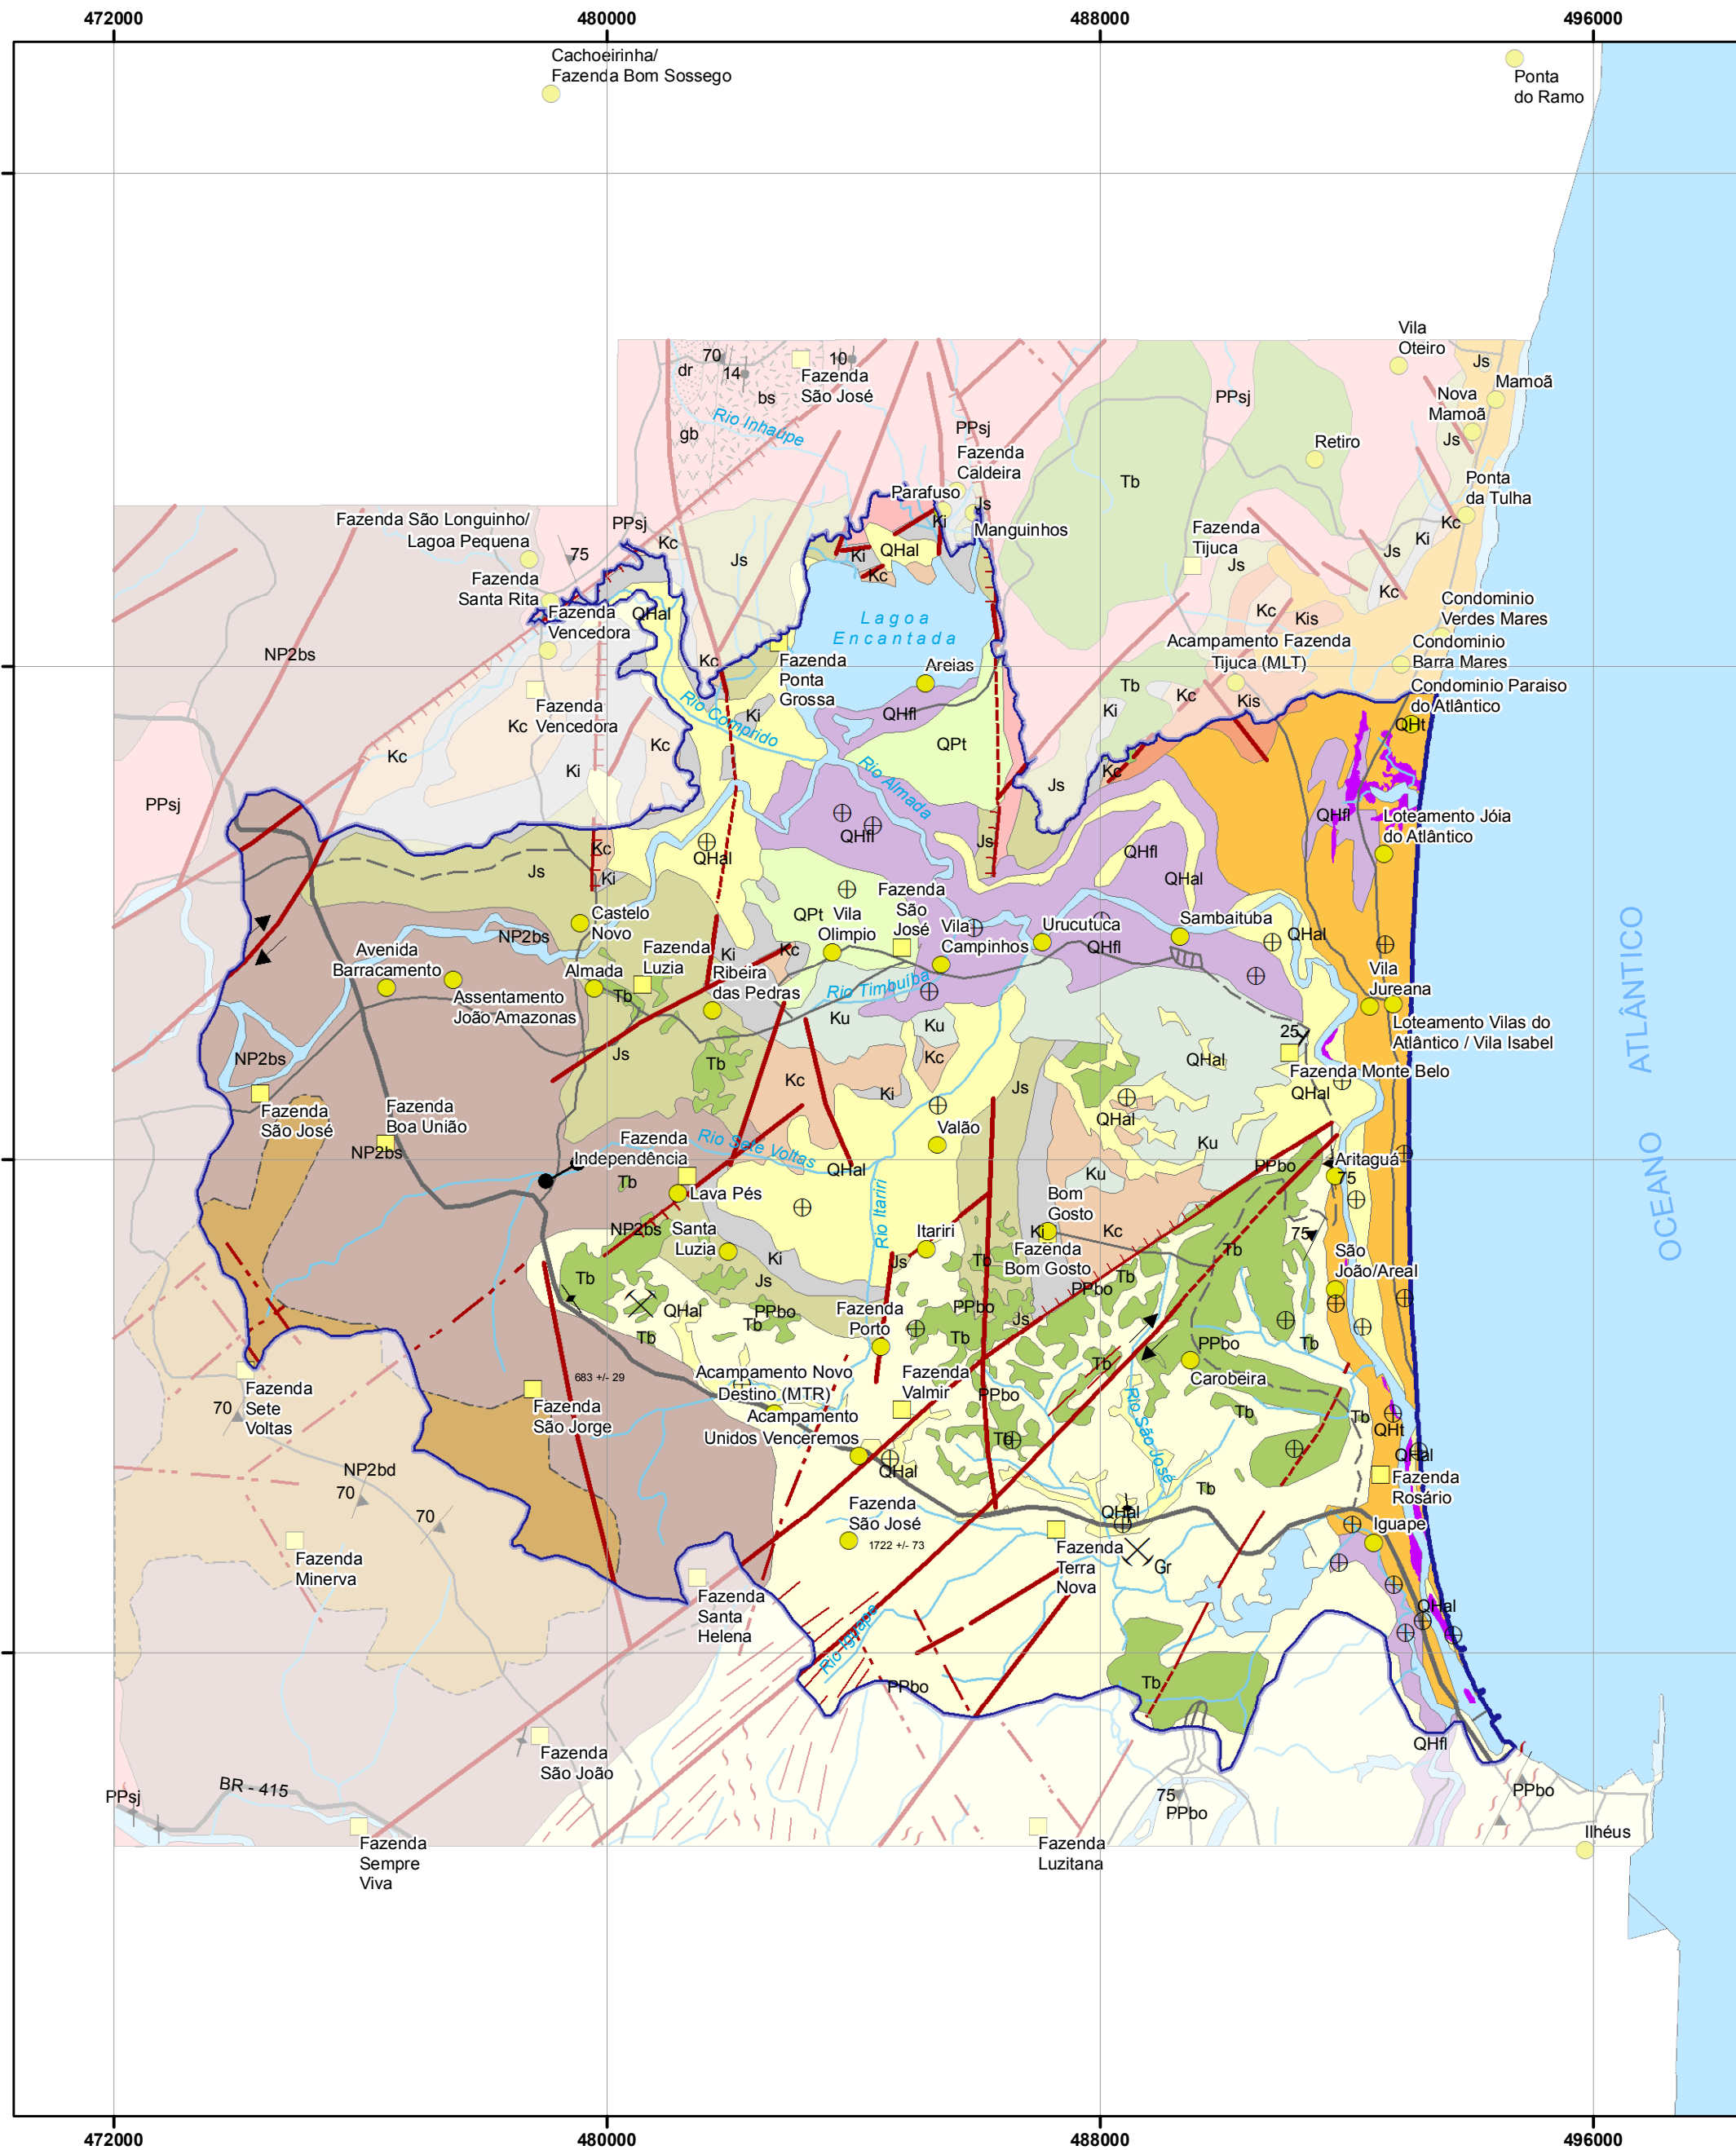 472000
480000
488000
496000
Cachoeirinha/
Fazenda Bom Sossego
Ponta
do Ramo
Vila
Oteiro
Js
Mamoã
Nova
Mamoã
Js
70
14
10
dr
bs
gb
Fazenda
São José
Rio Inhaupe
PPsj
PPsj
Fazenda
Caldeira
Retiro
Tb
Ponta
da Tulha
Kc
Ki
Js
Kc
Parafuso
Ki
Js
Manguinhos
Fazenda
Tijuca
Js
Fazenda São Longuinho/
Lagoa Pequena
PPsj
Kc
75
Js
QHal
Ki
Kc
Fazenda
Santa Rita
Fazenda
Vencedora
QHal
Lagoa
Encantada
Kc
Kis
Condominio
Verdes Mares
Acampamento Fazenda
Tijuca (MLT)
Condominio
Barra Mares
NP2bs
Kc
Fazenda
Ponta
Grossa
Areias
Tb
Kc
Kis
Ki
Condominio Paraiso
do Atlântico
Fazenda
Vencedora
Kc
Rio Comprido
Ki
QHfl
QHt
Kc
Kc
Ki
QPt
Rio Almada
Kc
Js
PPsj
QHfl
QHfl
Loteamento Jóia
do Atlântico
Kc
QHal
Js
QHfl
Js
Ki
QHal
Fazenda
São
José
QPt
Vila
Olimpio
Castelo
Novo
Vila
Campinhos
Urucutuca
Sambaituba
QHal
QHfl
NP2bs
Avenida
Barracamento
Fazenda
Luzia
Ki
Kc
Almada
Tb
Ribeira
das Pedras
Rio Timbuíba
Assentamento
João Amazonas
Vila
Jureana
Loteamento Vilas do
Atlântico / Vila Isabel
Ku
Ku
25
NP2bs
Js
Tb
Kc
Kc
Ki
Js
QHal
Fazenda Monte Belo
QHal
Fazenda
São José
Fazenda
Boa União
NP2bs
QHal
Valão
Ku
Fazenda
Independência
Rio Sete Voltas
QHal
Ku
PPbo
Aritaguá
75
Tb
Lava Pés
Rio Itariri
Bom
Gosto
NP2bs
Santa
Luzia
Itariri
Ki
Kc
75
Tb
São
João/Areal
Ki
Js
Tb
Fazenda
Bom Gosto
Tb
Js
Tb
PPbo
QHal
PPbo
Tb
Tb
Fazenda
Porto
PPbo
Js
Tb
PPbo
Tb
Tb
683 +/- 29
Acampamento Novo
Destino (MTR)
Fazenda
Valmir
Carobeira
Fazenda
Sete
Voltas
70
Fazenda
São Jorge
Acampamento
Unidos Venceremos
PPbo
Rio São José
Tb
Tb
QHt
Tb
QHal
QHal
NP2bd
70
70
Fazenda
Rosário
Tb
Fazenda
São José
1722 +/- 73
QHal
Iguape
Fazenda
Minerva
Fazenda
Terra
Nova
Gr
Fazenda
Santa
Helena
QHal
Rio Iguape
PPbo
Tb
QHfl
Fazenda
São João
PPsj
BR - 415
75
PPbo
PPbo
Fazenda
Sempre
Viva
Fazenda
Luzitana
Ilhéus
OCEANO ATLÂNTICO
472000
480000
488000
496000